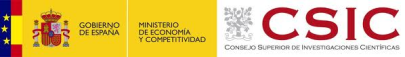 GOBIERNO
DE ESPAÑA
MINISTERIO
DE ECONOMÍA
Y COMPETITIVIDAD
CSIC
CONSEJO SUPERIOR DE INVESTIGACIONES CIENTÍFICAS